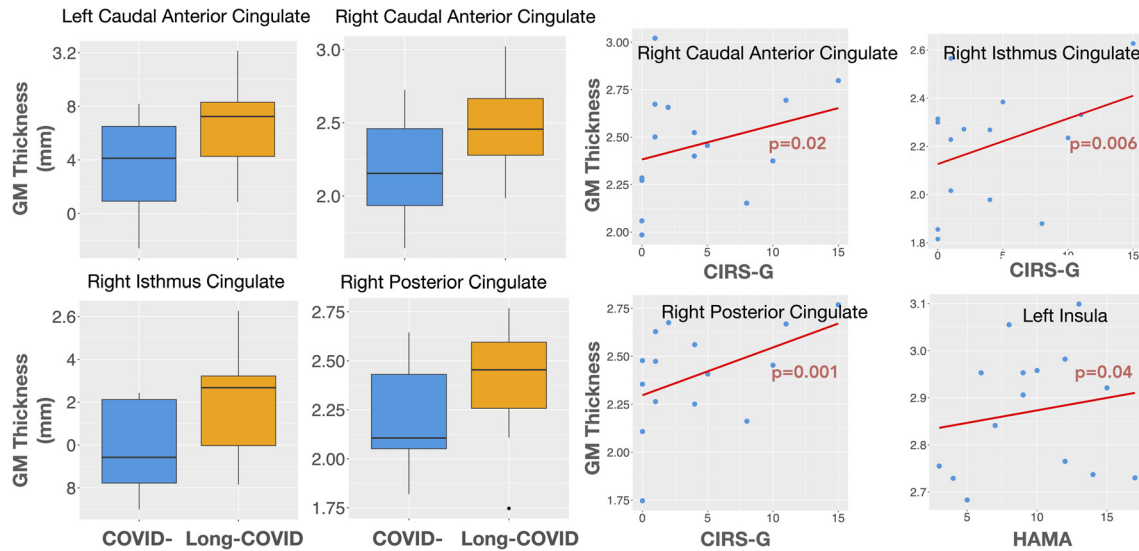 Left Caudal Anterior Cingulate
GM Thickness
(mm)
3.2
8
4
0
Right Caudal Anterior Cingulate
3.0
2.5
2.0
Right Caudal Anterior Cingulate
GM Thickness
3.00
2.75
2.50
2.25
2.00
p=0.02
0 5 10 15
CIRS-G
Right Isthmus Cingulate
2.6
2.4
2.2
2.0
1.8
p=0.006
0 5 10 15
CIRS-G
Right Isthmus Cingulate
GM Thickness
(mm)
2.6
4
2
0
8
COVID- Long-COVID
Right Posterior Cingulate
2.75
2.50
2.25
2.00
1.75
COVID- Long-COVID
Right Posterior Cingulate
GM Thickness
2.75
2.50
2.25
2.00
1.75
p=0.001
0 5 10 15
CIRS-G
Left Insula
3.1
3.0
2.9
2.8
2.7
p=0.04
5 10 15
HAMA